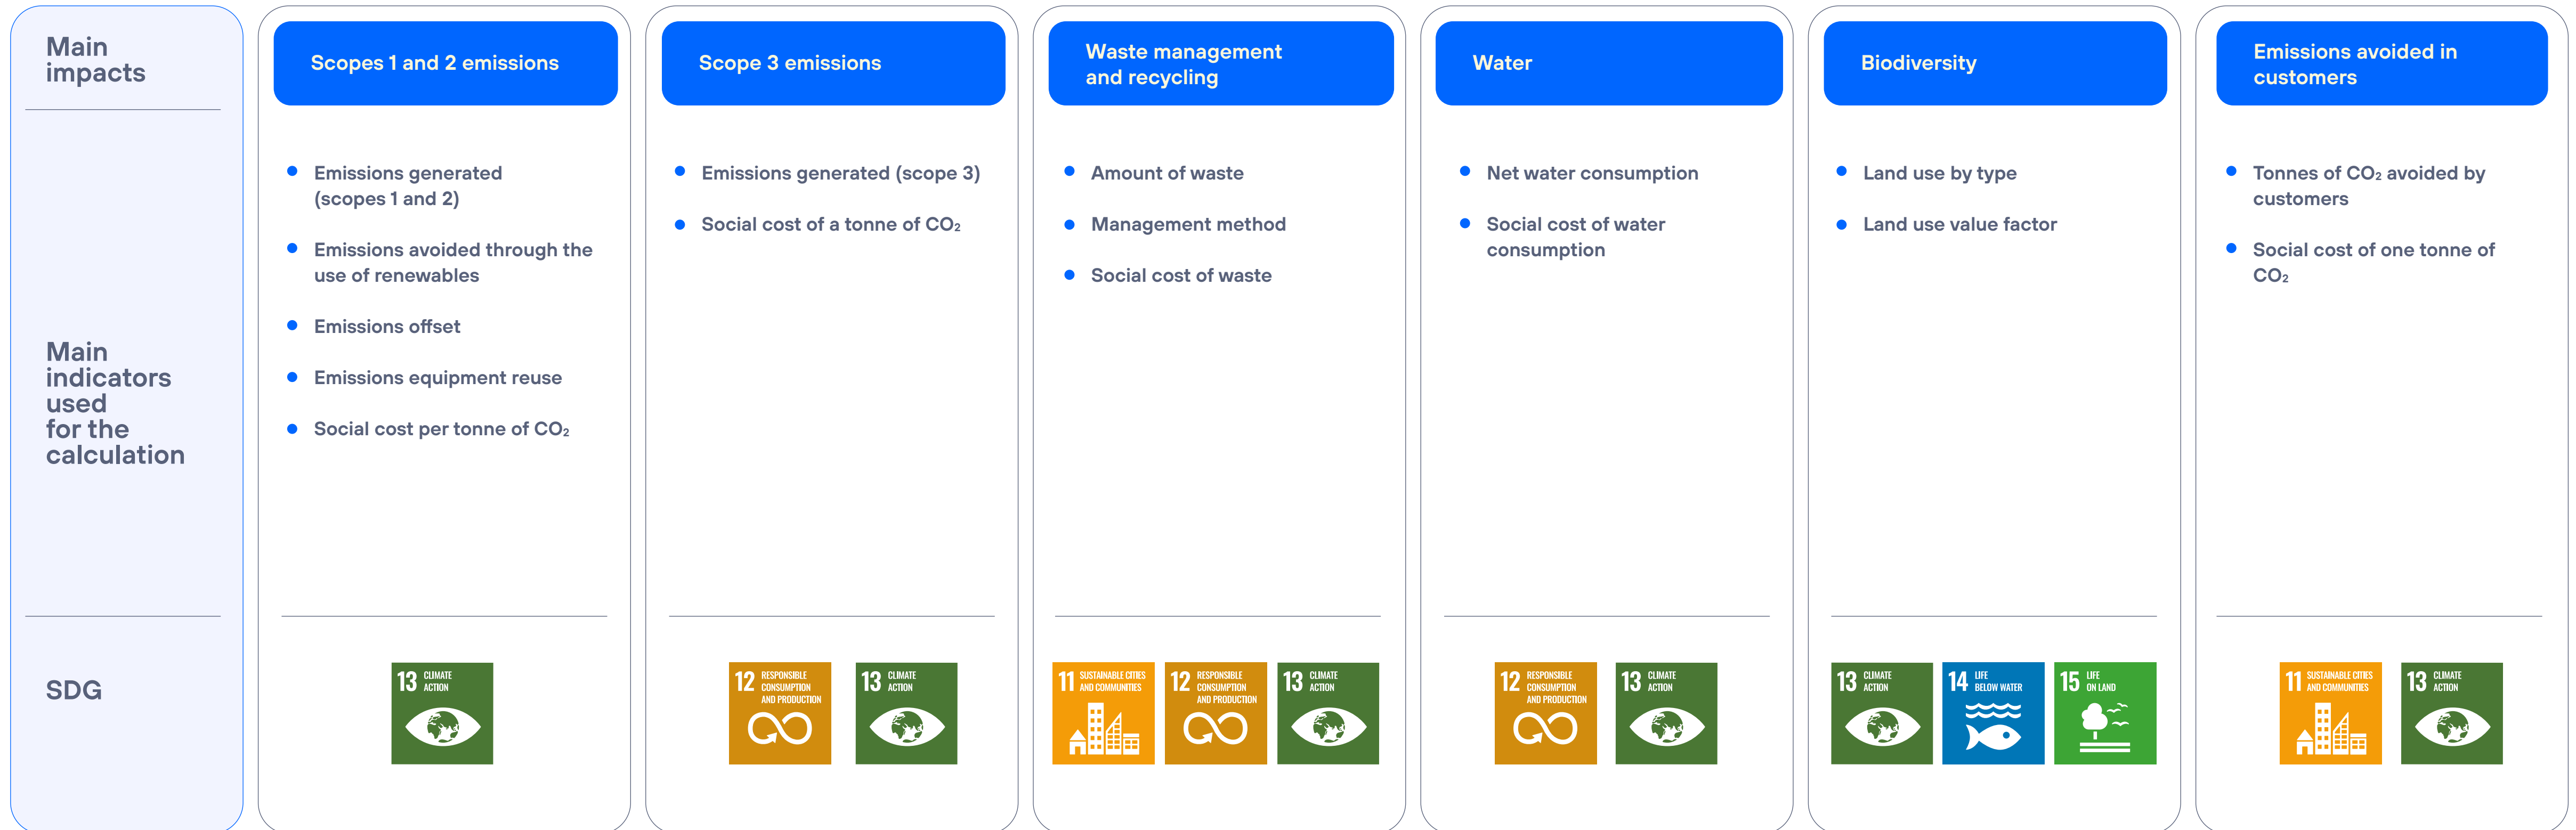 Main
impacts
Scopes 1 and 2 emissions
Scope 3 emissions
Waste management
and recycling
Water
Biodiversity
Emissions avoided in
customers
Main
indicators
used
for the
calculation
Emissions generated
(scopes 1 and 2)
Emissions avoided through the
use of renewables
Emissions offset
Emissions equipment reuse
Social cost per tonne of CO₂
Emissions generated (scope 3)
Social cost of a tonne of CO₂
Amount of waste
Management method
Social cost of waste
Net water consumption
Social cost of water
consumption
Land use by type
Land use value factor
Tonnes of CO₂ avoided by
customers
Social cost of one tonne of
CO₂
SDG
13 CLIMATE
ACTION
12 RESPONSIBLE
CONSUMPTION
AND PRODUCTION
13 CLIMATE
ACTION
11 SUSTAINABLE CITIES
AND COMMUNITIES
12 RESPONSIBLE
CONSUMPTION
AND PRODUCTION
13 CLIMATE
ACTION
12 RESPONSIBLE
CONSUMPTION
AND PRODUCTION
13 CLIMATE
ACTION
13 CLIMATE
ACTION
14 LIFE
BELOW WATER
15 LIFE
ON LAND
11 SUSTAINABLE CITIES
AND COMMUNITIES
13 CLIMATE
ACTION